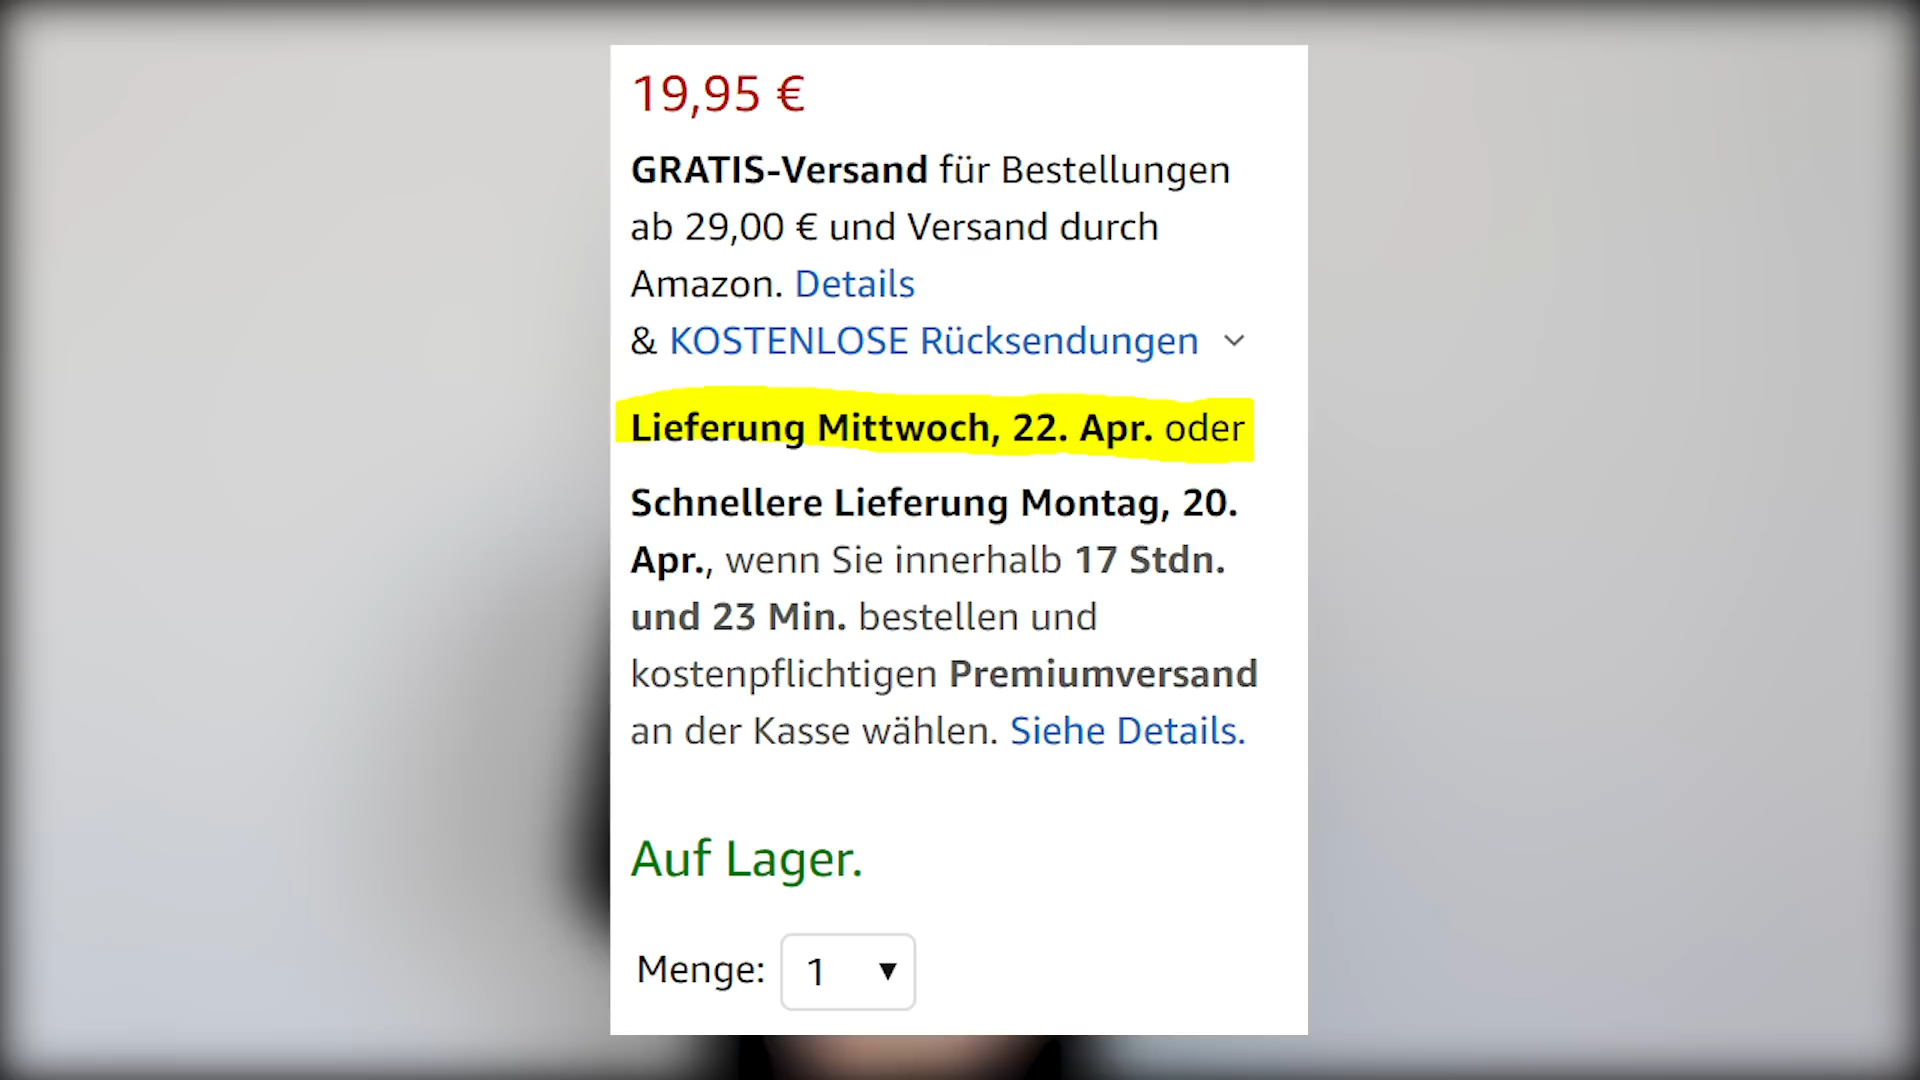 19,95 €
GRATIS-Versand für Bestellungen
ab 29,00 € und Versand durch
Amazon. Details
& KOSTENLOSE Rücksendungen
Lieferung Mittwoch, 22. Apr. oder
Schnellere Lieferung Montag, 20.
Apr., wenn Sie innerhalb 17 Stdn.
und 23 Min. bestellen und
kostenpflichtigen Premiumversand
an der Kasse wählen. Siehe Details.
Auf Lager.
Menge: 1